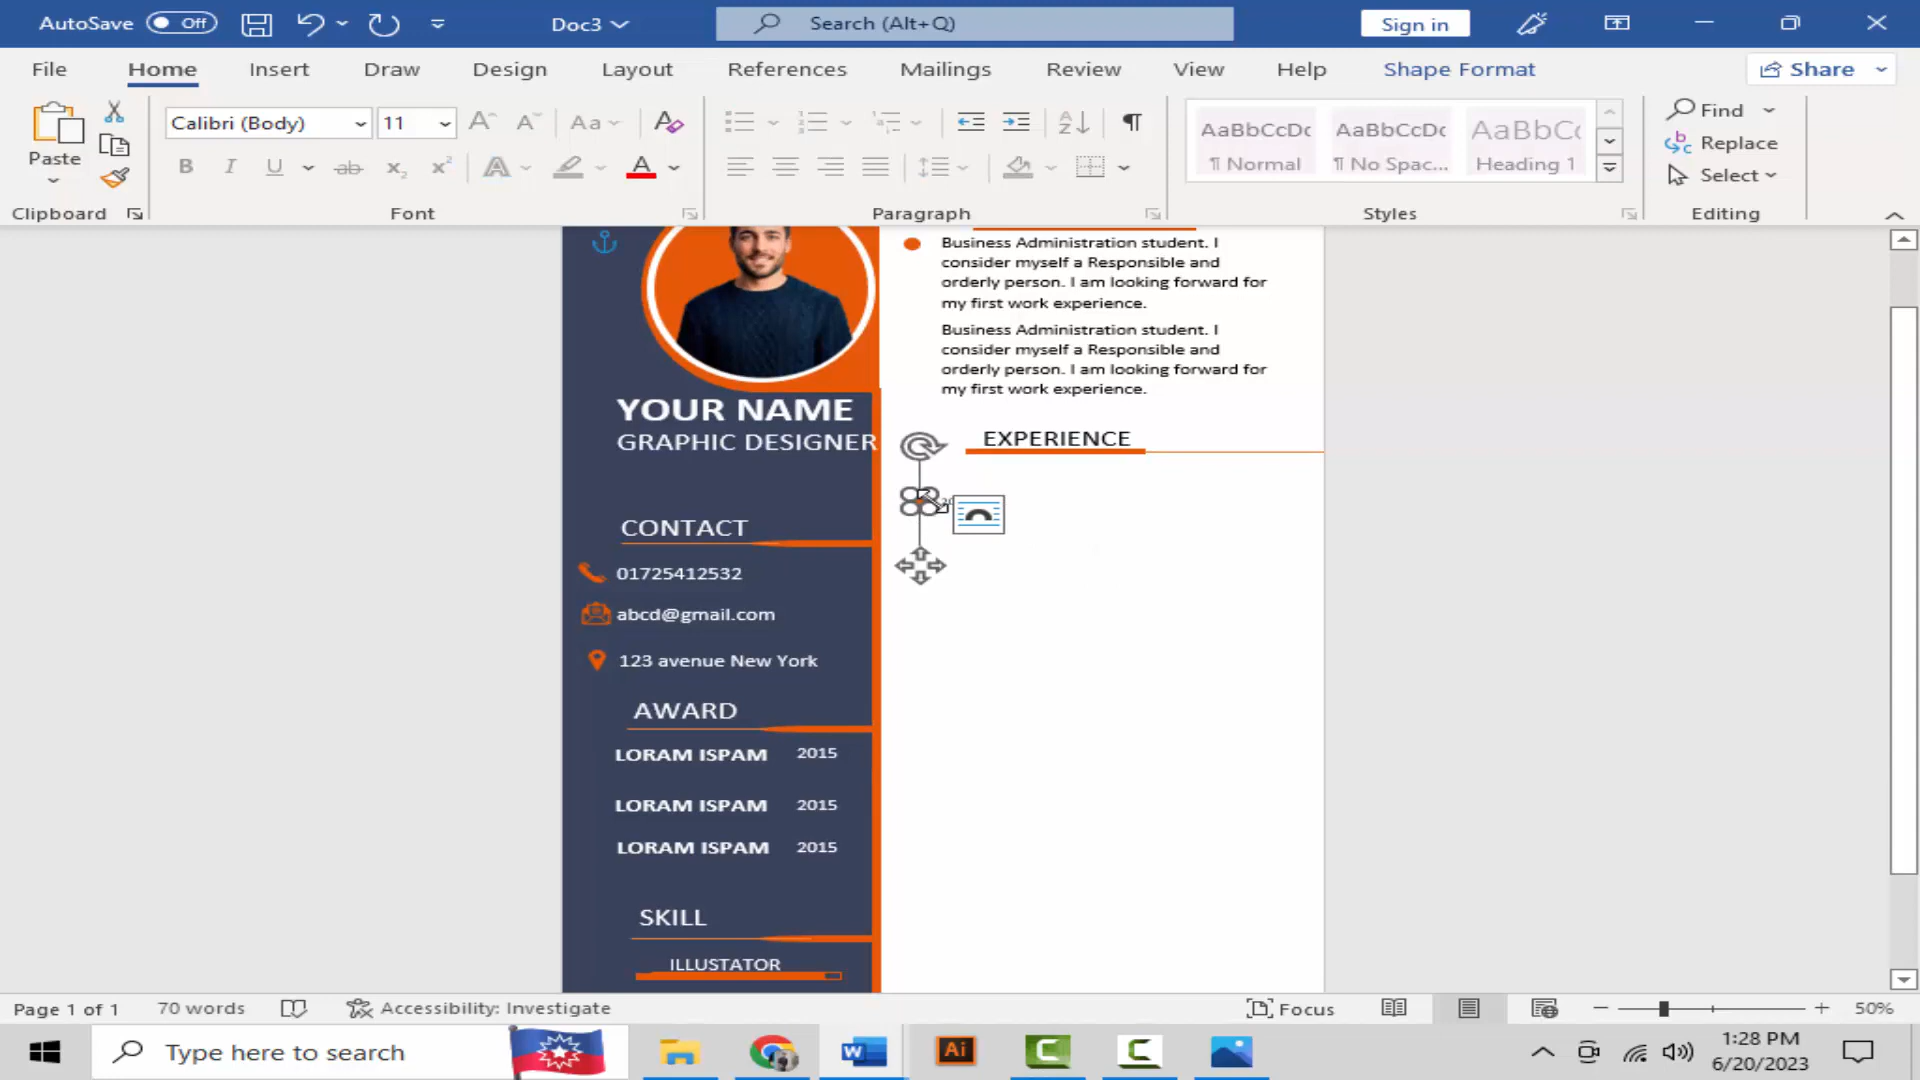 AutoSave Off Doc3 Search (Alt+Q) Sign in
File Home Insert Draw Design Layout References Mailings Review View Help Shape Format Share
Paste Calibri (Body) 11 Aa AaBbCcDc AaBbCcDc AaBbC Find
¶ Normal ¶ No Spac... Heading 1 Replace
Select
Clipboard Font Paragraph Styles Editing
Business Administration student. I
consider myself a Responsible and
orderly person. I am looking forward for
my first work experience.
Business Administration student. I
consider myself a Responsible and
orderly person. I am looking forward for
my first work experience.
YOUR NAME
GRAPHIC DESIGNER
EXPERIENCE
CONTACT
01725412532
abcd@gmail.com
123 avenue New York
AWARD
LORAM ISPAM 2015
LORAM ISPAM 2015
LORAM ISPAM 2015
SKILL
ILLUSTATOR
Page 1 of 1 70 words Accessibility: Investigate Focus 50%
Type here to search Ai 1:28 PM
6/20/2023